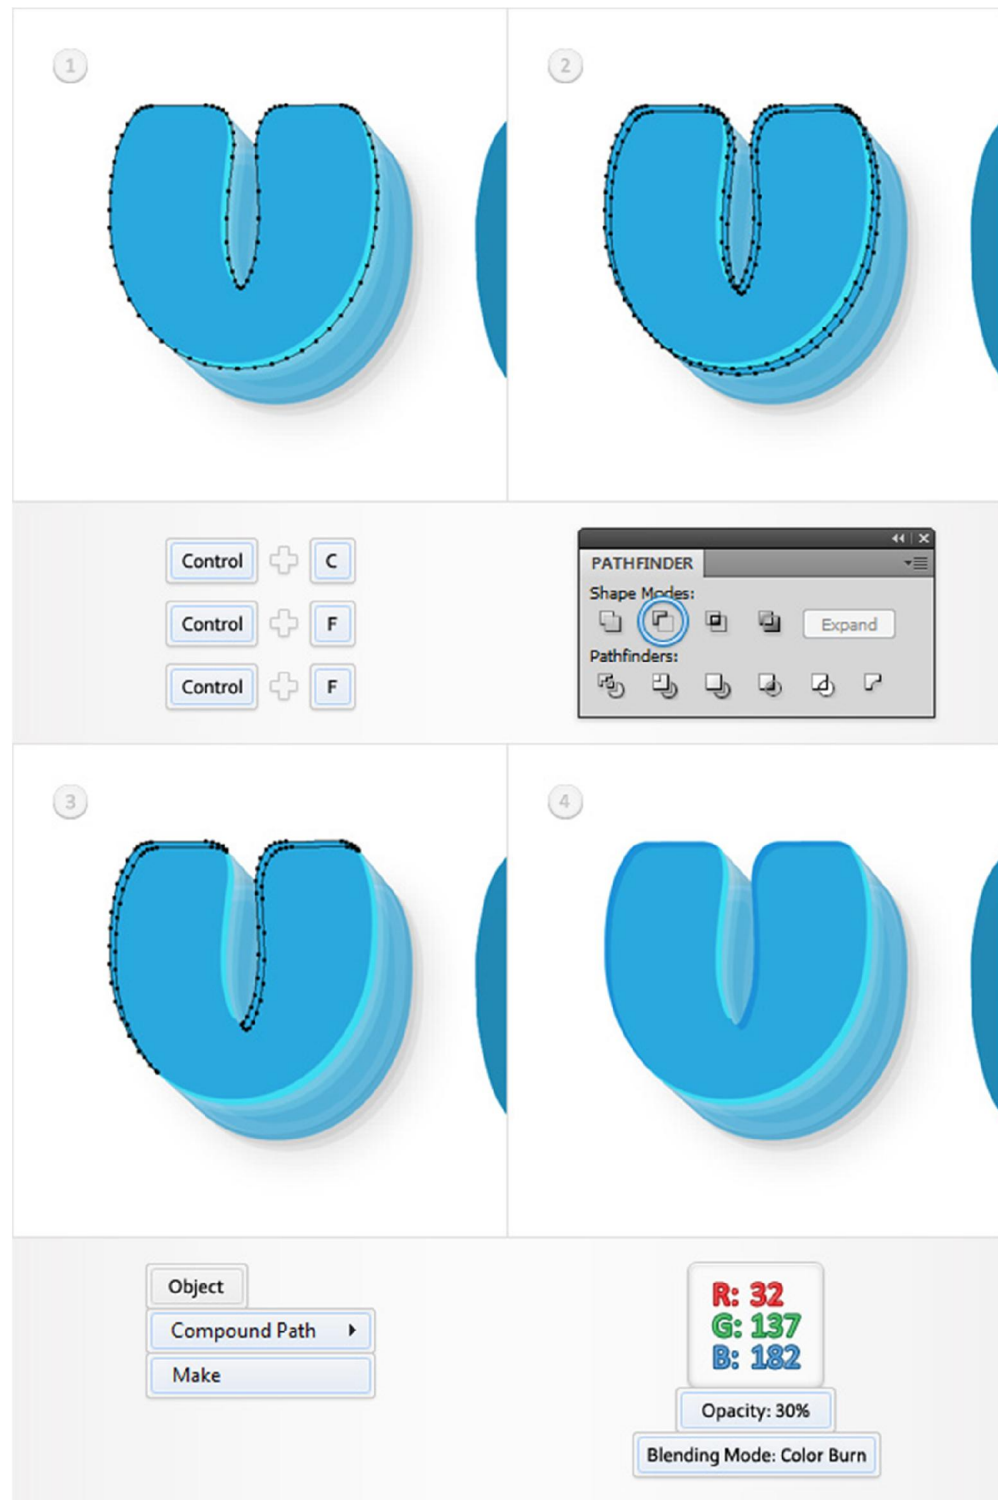 1
2
Control + C
Control + F
Control + F
PATHFINDER
Shape Modes:
Expand
Pathfinders:
3
4
Object
Compound Path
Make
R: 32
G: 137
B: 182
Opacity: 30%
Blending Mode: Color Burn